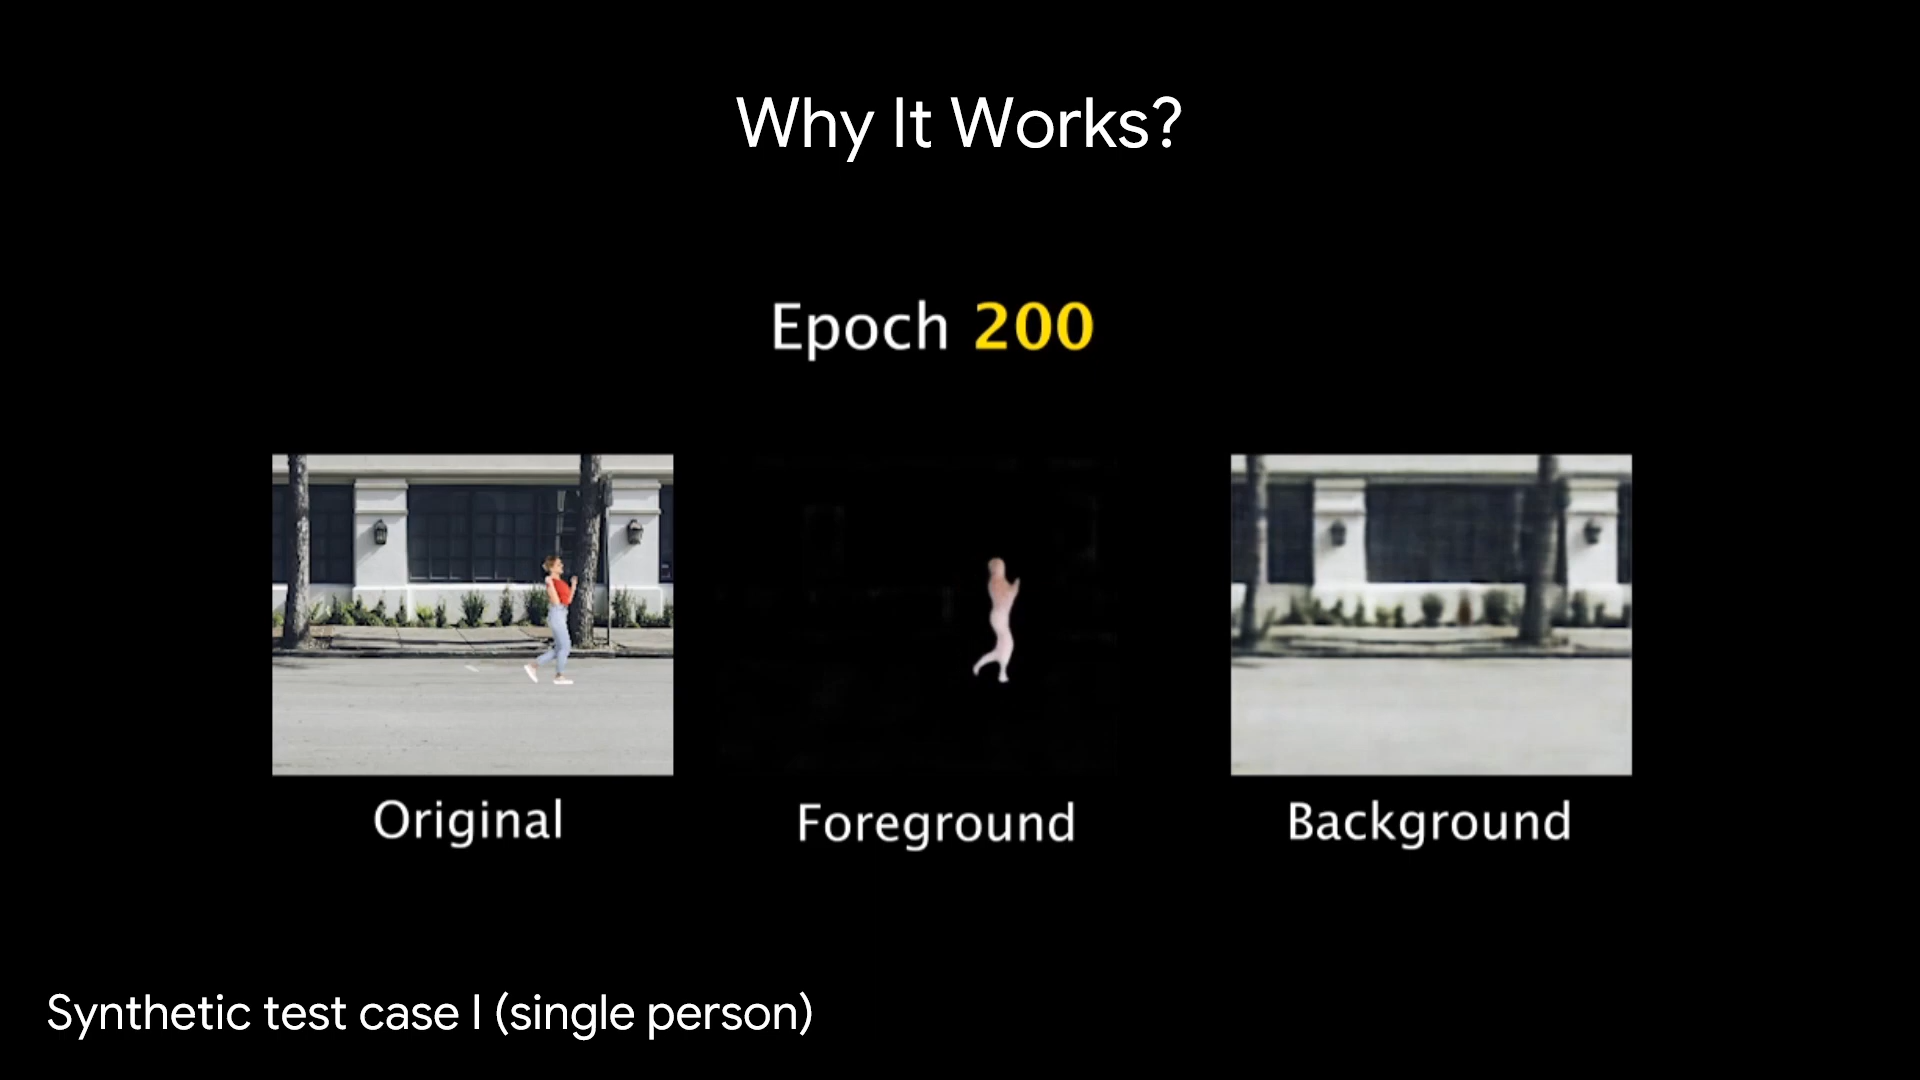 Why It Works?
Epoch 200
Original
Foreground
Background
Synthetic test case I (single person)